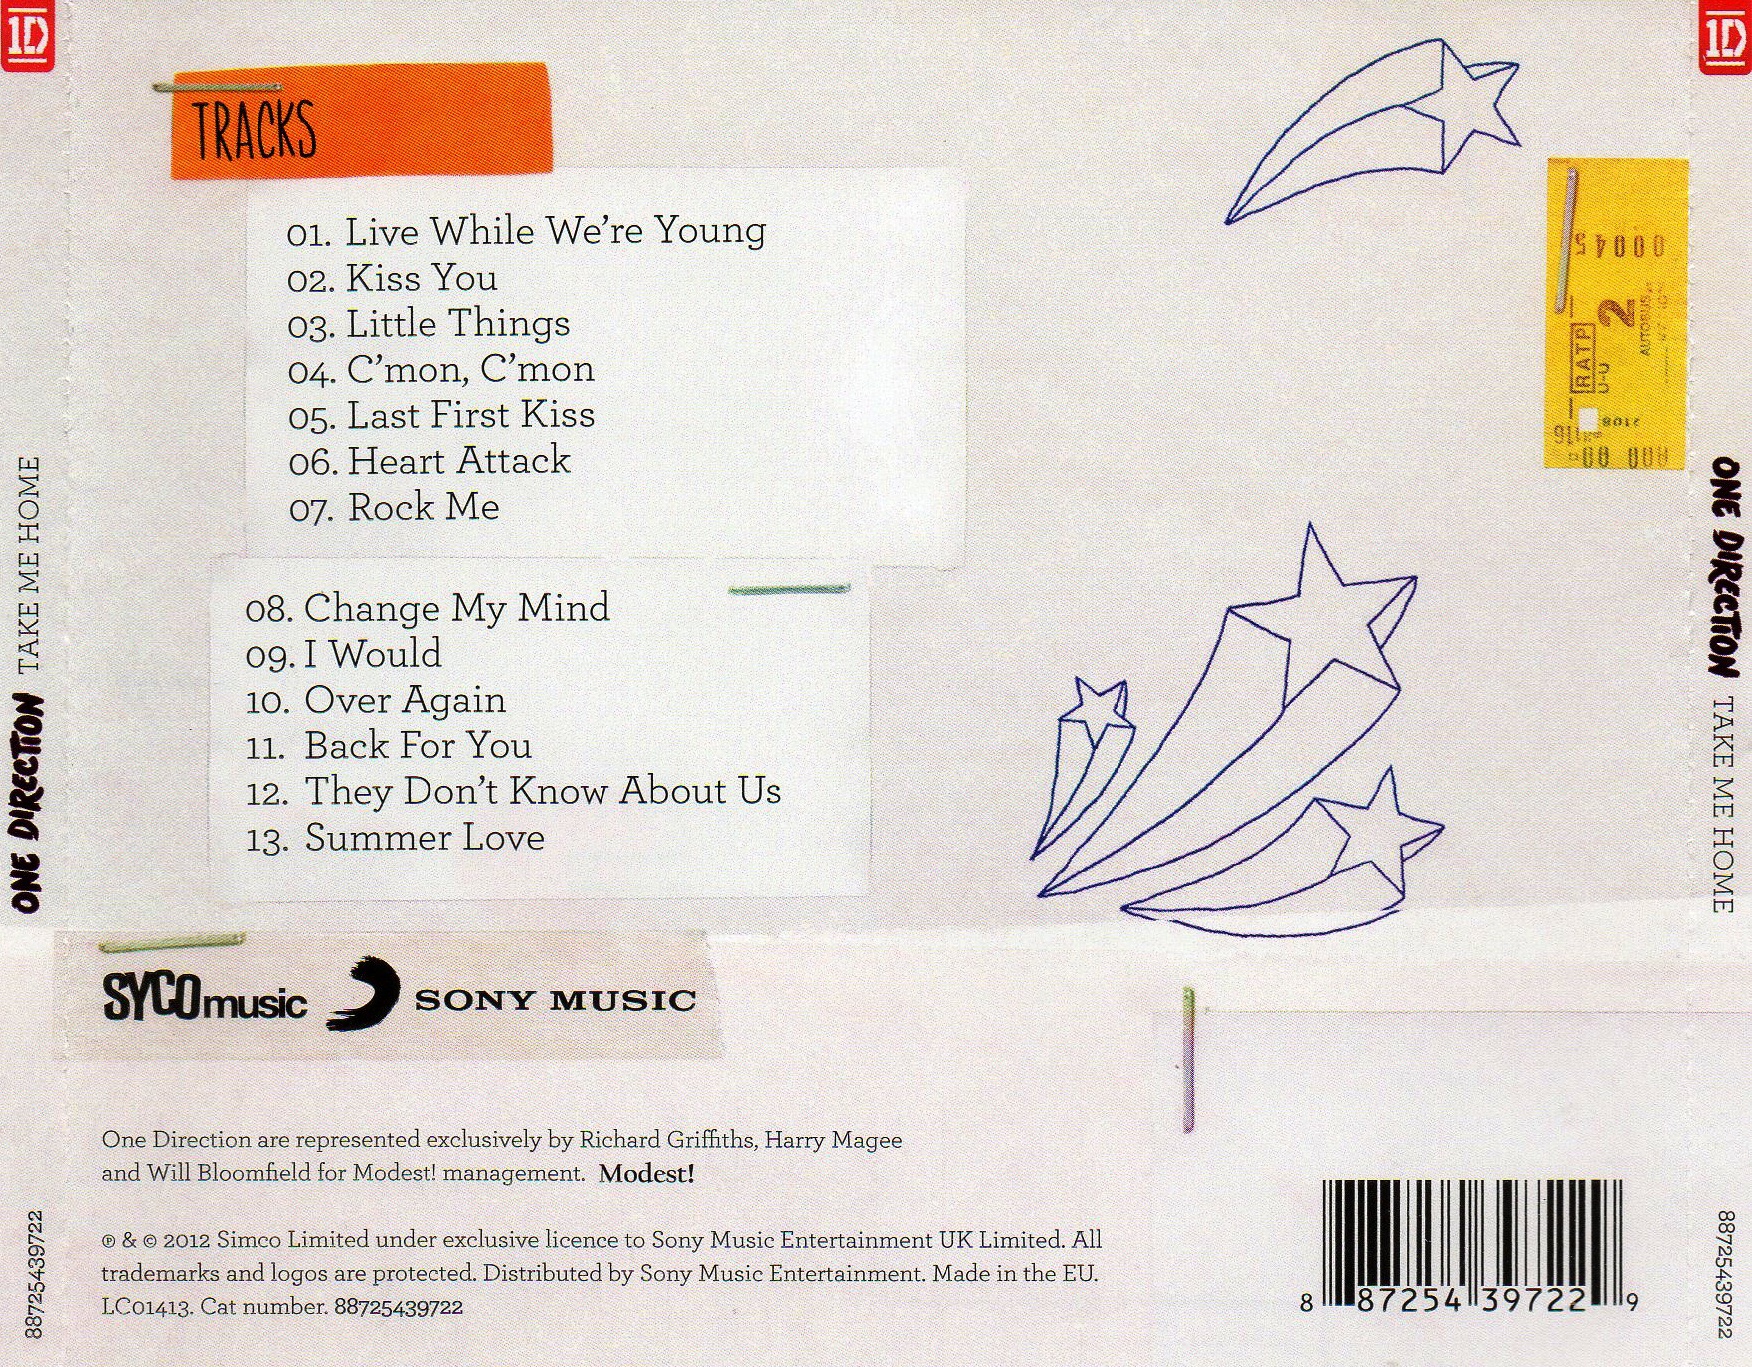 1D
1D
TRACKS
01. Live While We’re Young
02. Kiss You
03. Little Things
04. C’mon, C’mon
05. Last First Kiss
06. Heart Attack
07. Rock Me
08. Change My Mind
09. I Would
10. Over Again
11. Back For You
12. They Don’t Know About Us
13. Summer Love
00045
RATP
2
U-U
AUTOBUS
2108
ONE DIRECTION TAKE ME HOME
ONE DIRECTION TAKE ME HOME
SYCOmusic SONY MUSIC
One Direction are represented exclusively by Richard Griffiths, Harry Magee
and Will Bloomfield for Modest! management. Modest!
℗ & © 2012 Simco Limited under exclusive licence to Sony Music Entertainment UK Limited. All
trademarks and logos are protected. Distributed by Sony Music Entertainment. Made in the EU.
LC01413. Cat number. 88725439722
88725439722
88725439722
8 87254 39722 9